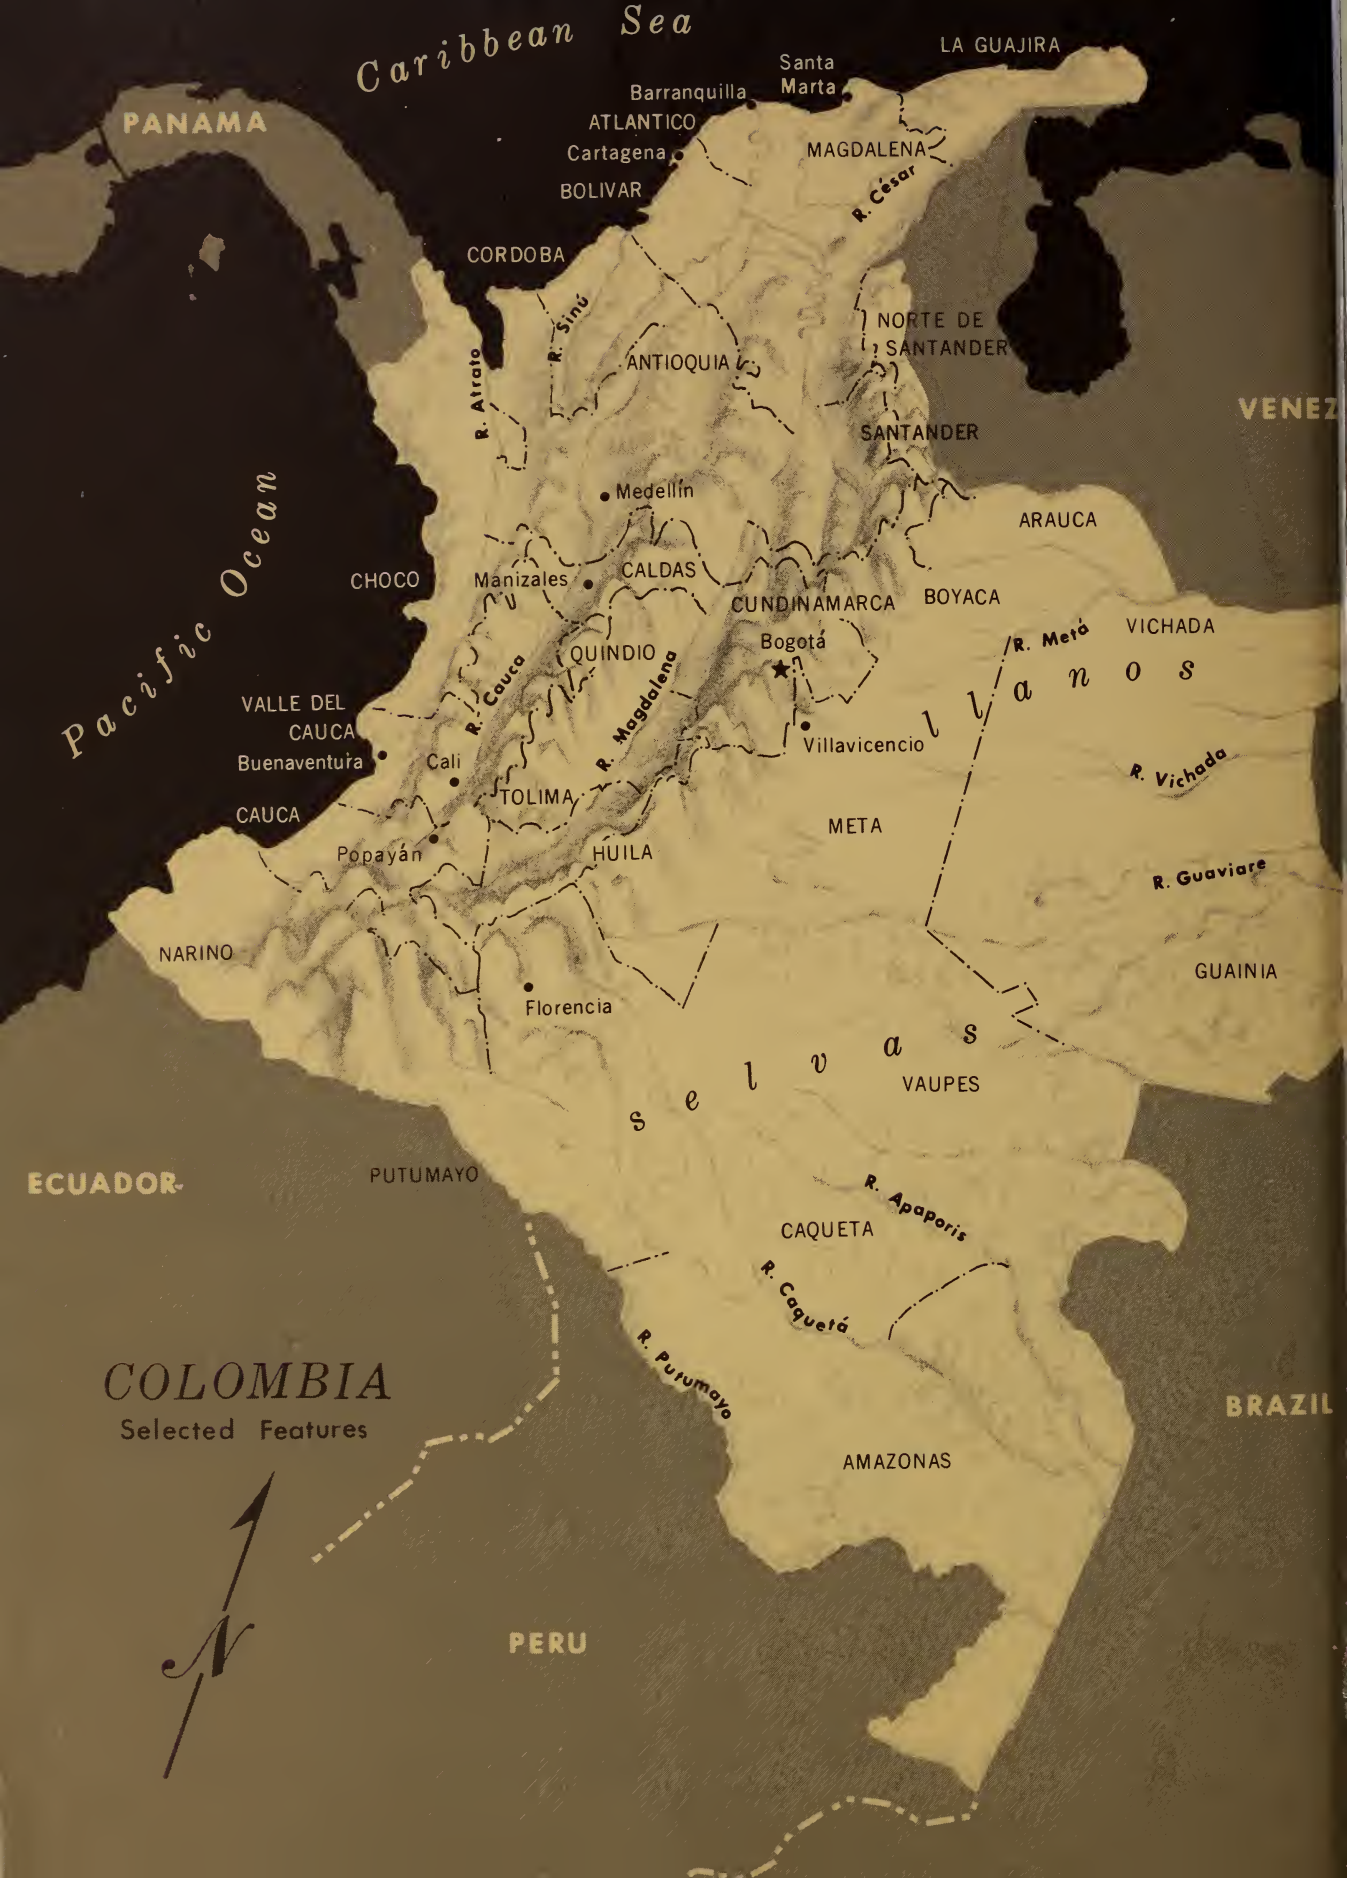 Caribbean Sea
LA GUAJIRA
Santa
Marta
Barranquilla
PANAMA
ATLANTICO
MAGDALENA
Cartagena
R. César
BOLIVAR
CORDOBA
R. Sinú
NORTE DE
SANTANDER
R. Atrato
ANTIOQUIA
VENEZ
SANTANDER
Pacific Ocean
Medellín
ARAUCA
CHOCO
Manizales
CALDAS
CUNDINAMARCA
BOYACA
Bogotá
R. Metá
VICHADA
QUINDIO
llanos
R. Cauca
R. Magdalena
VALLE DEL
CAUCA
Villavicencio
Buenaventura
Cali
R. Vichada
TOLIMA
CAUCA
META
Popayán
HUILA
R. Guaviare
NARINO
GUAINIA
Florencia
selvas
VAUPES
ECUADOR
PUTUMAYO
R. Apaporis
CAQUETA
R. Caquetá
COLOMBIA
Selected Features
R. Putumayo
BRAZIL
AMAZONAS
N
PERU